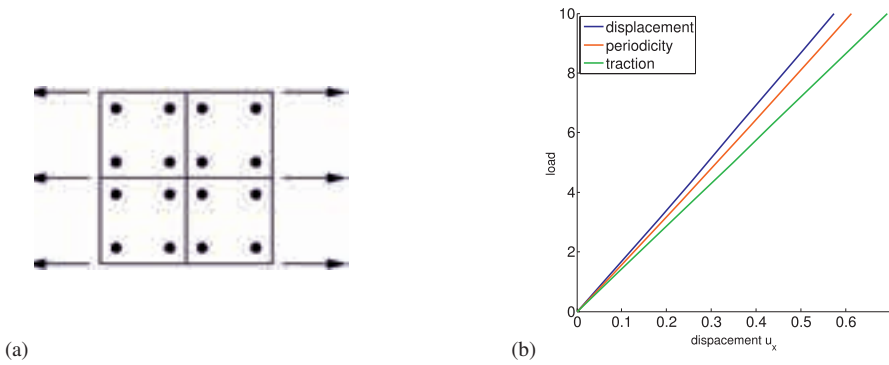 (a)
10
8
6
4
2
0
load
displacement
periodicity
traction
0 0.1 0.2 0.3 0.4 0.5 0.6
dispacement u_x
(b)